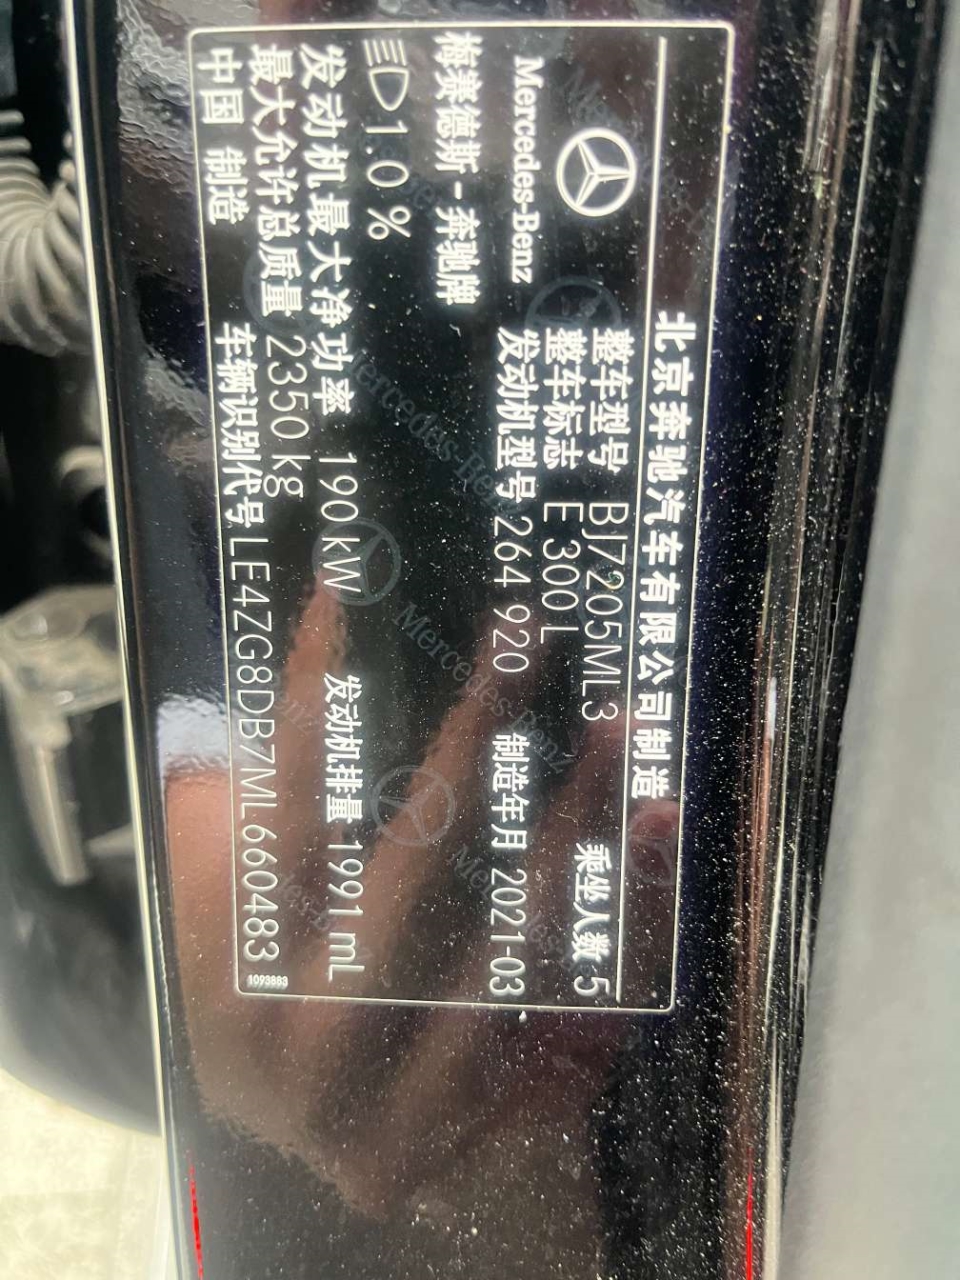 北京奔驰汽车有限公司制造
Mercedes-Benz
整车型号 BJ7205ML3 乘坐人数 5
整车标志 E 300 L
发动机型号 264 920 制造年月 2021-03
梅赛德斯-奔驰牌
1.0 %
发动机最大净功率 190 kW 发动机排量 1991 mL
最大允许总质量 2350 kg
中国 制造 车辆识别代号 LE4ZG8DB7ML660483
1093883